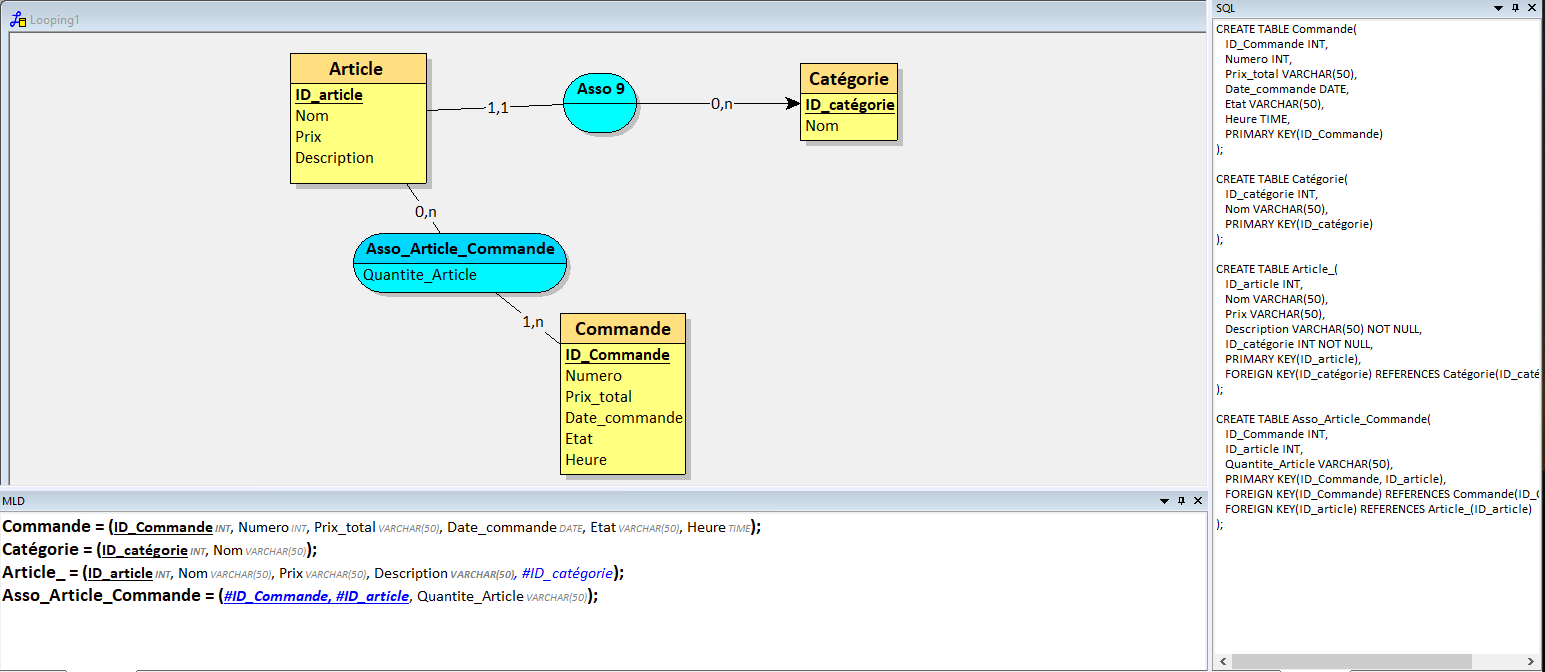 Looping1
Article
ID_article
Nom
Prix
Description
1,1
Asso 9
0,n
Catégorie
ID_catégorie
Nom
0,n
Asso_Article_Commande
Quantite_Article
1,n
Commande
ID_Commande
Numero
Prix_total
Date_commande
Etat
Heure
MLD
Commande = (ID_Commande INT, Numero INT, Prix_total VARCHAR(50), Date_commande DATE, Etat VARCHAR(50), Heure TIME);
Catégorie = (ID_catégorie INT, Nom VARCHAR(50));
Article_ = (ID_article INT, Nom VARCHAR(50), Prix VARCHAR(50), Description VARCHAR(50), #ID_catégorie);
Asso_Article_Commande = (#ID_Commande, #ID_article, Quantite_Article VARCHAR(50));
SQL
CREATE TABLE Commande(
ID_Commande INT,
Numero INT,
Prix_total VARCHAR(50),
Date_commande DATE,
Etat VARCHAR(50),
Heure TIME,
PRIMARY KEY(ID_Commande)
);
CREATE TABLE Catégorie(
ID_catégorie INT,
Nom VARCHAR(50),
PRIMARY KEY(ID_catégorie)
);
CREATE TABLE Article_(
ID_article INT,
Nom VARCHAR(50),
Prix VARCHAR(50),
Description VARCHAR(50) NOT NULL,
ID_catégorie INT NOT NULL,
PRIMARY KEY(ID_article),
FOREIGN KEY(ID_catégorie) REFERENCES Catégorie(ID_caté
);
CREATE TABLE Asso_Article_Commande(
ID_Commande INT,
ID_article INT,
Quantite_Article VARCHAR(50),
PRIMARY KEY(ID_Commande, ID_article),
FOREIGN KEY(ID_Commande) REFERENCES Commande(ID_C
FOREIGN KEY(ID_article) REFERENCES Article_(ID_article)
);